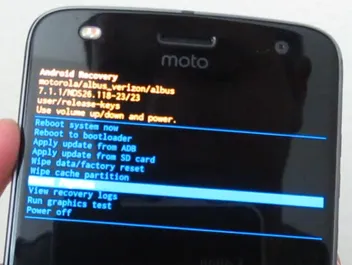 moto
Android Recovery
motorola/albus_verizon/albus
7.1.1/NDS26.118-23/23
user/release-keys
Use volume up/down and power.
Reboot system now
Reboot to bootloader
Apply update from ADB
Apply update from SD card
Wipe data/factory reset
Wipe cache partition
View recovery logs
Run graphics test
Power off